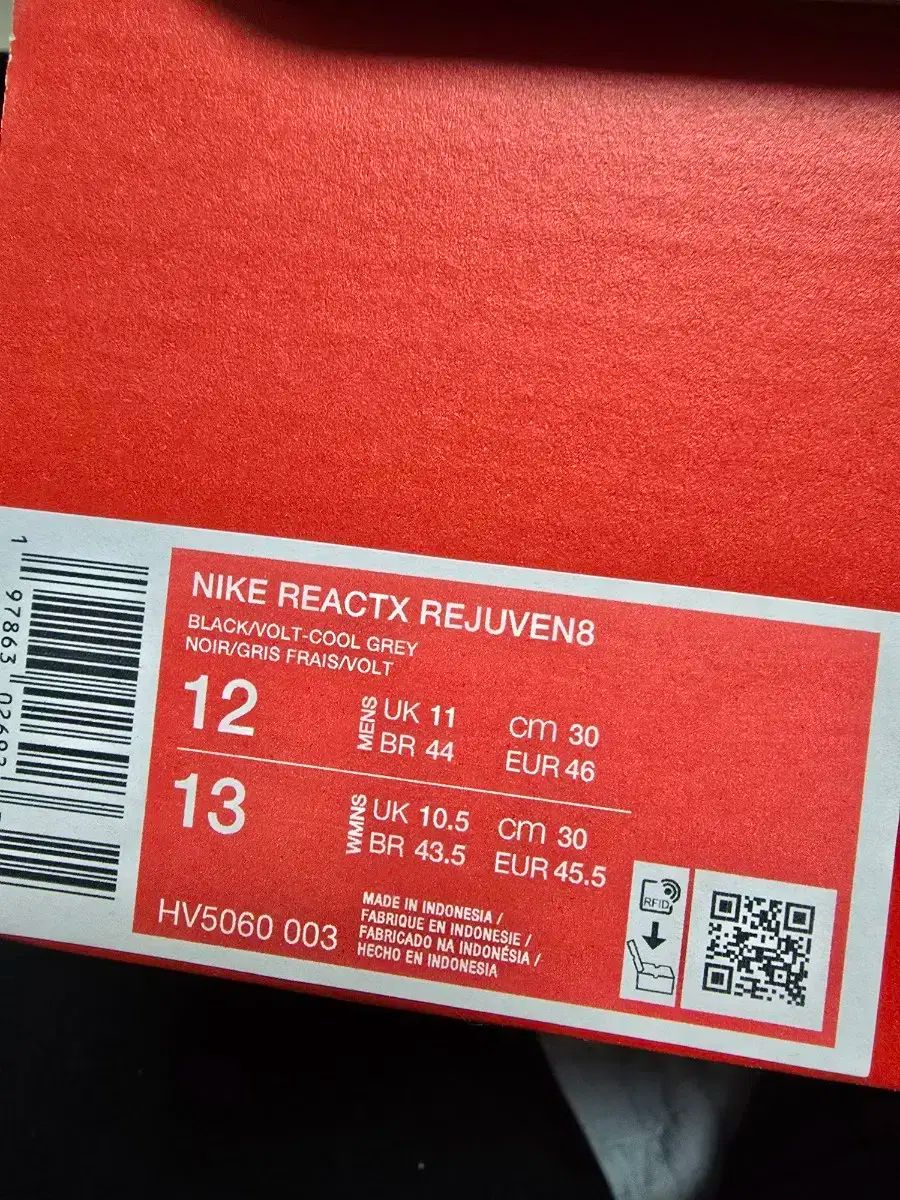 NIKE REACTX REJUVEN8
BLACK/VOLT-COOL GREY
NOIR/GRIS FRAIS/VOLT
12 MENS UK 11 cm 30
BR 44 EUR 46
13 WMNS UK 10.5 cm 30
BR 43.5 EUR 45.5
HV5060 003
MADE IN INDONESIA /
FABRIQUE EN INDONESIE /
FABRICADO NA INDONÉSIA /
HECHO EN INDONESIA
RFID
1 97863